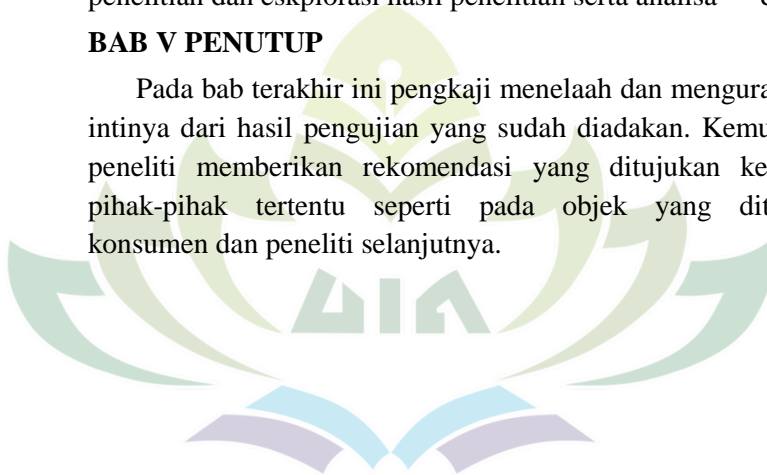 penelitian dan eskplorasi hasil penelitian serta analisa
BAB V PENUTUP
Pada bab terakhir ini pengkaji menelaah dan mengura
intinya dari hasil pengujian yang sudah diadakan. Kemu
peneliti memberikan rekomendasi yang ditujukan ke
pihak-pihak tertentu seperti pada objek yang dit
konsumen dan peneliti selanjutnya.
UIN